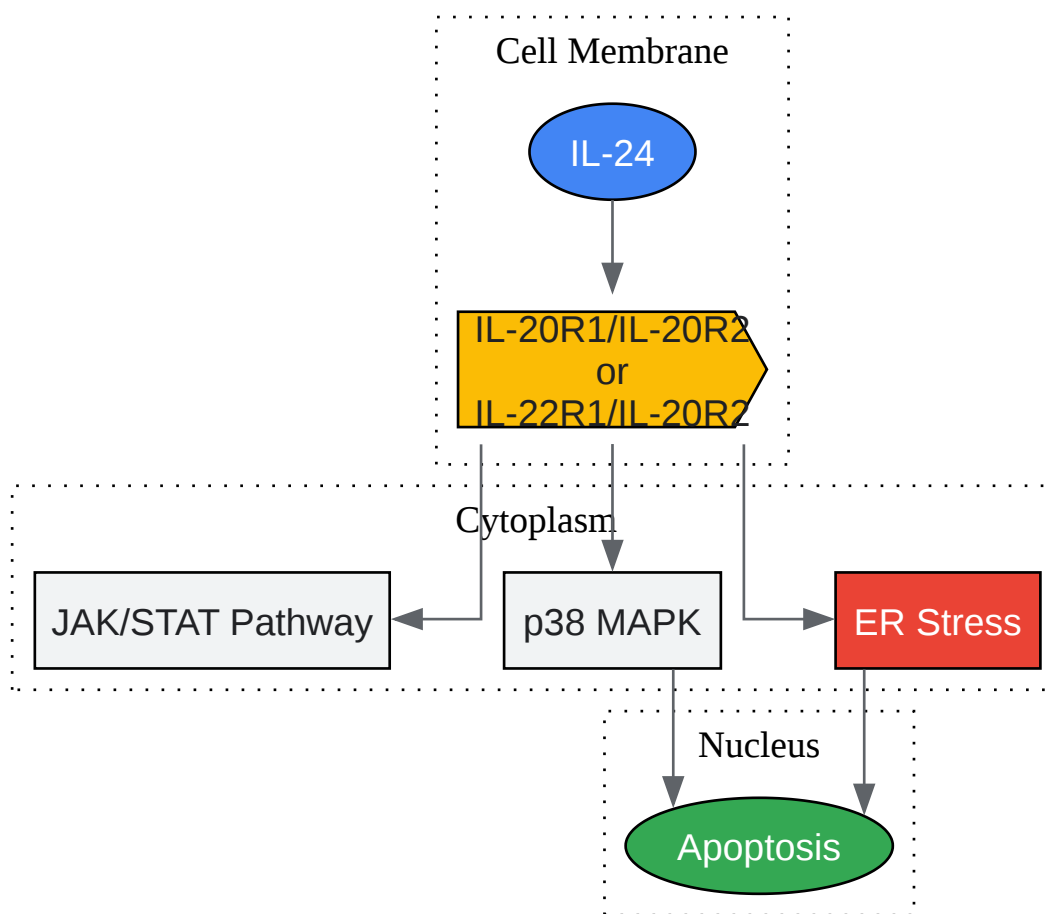 Cell Membrane
IL-24
IL-20R1/IL-20R2
or
IL-22R1/IL-20R2
Cytoplasm
JAK/STAT Pathway
p38 MAPK
ER Stress
Nucleus
Apoptosis